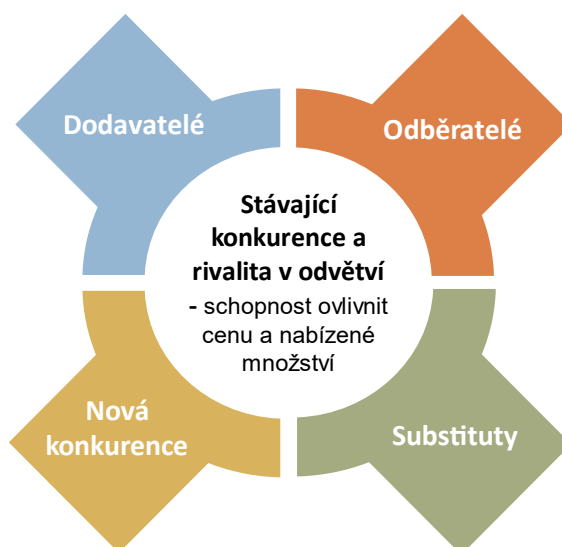 Dodavatelé
Odběratelé
Stávající
konkurence a
rivalita v odvětví
- schopnost ovlivnit
cenu a nabízené
množství
Nová
konkurence
Substituty